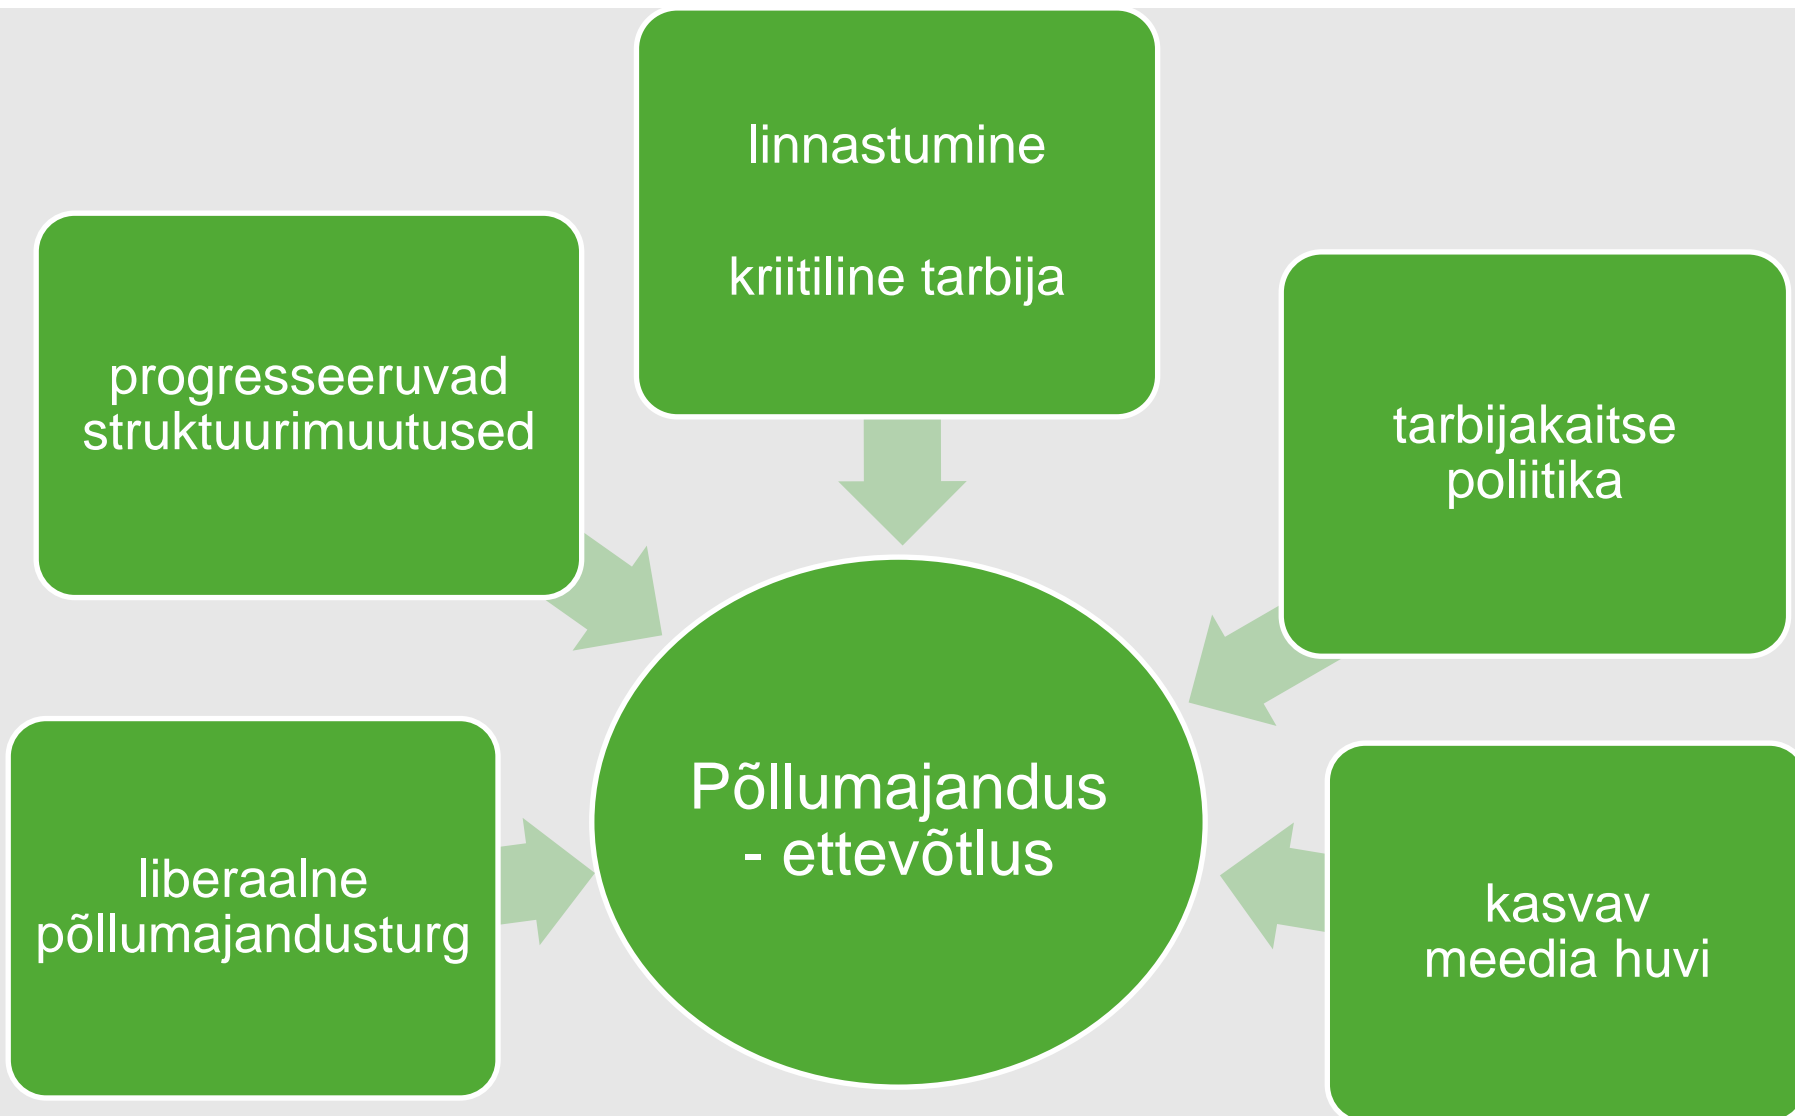 linnastumine
kriitiline tarbija
progresseeruvad
struktuurimuutused
tarbijakaitse
poliitika
liberaalne
põllumajandusturg
Põllumajandus
- ettevõtlus
kasvav
meedia huvi